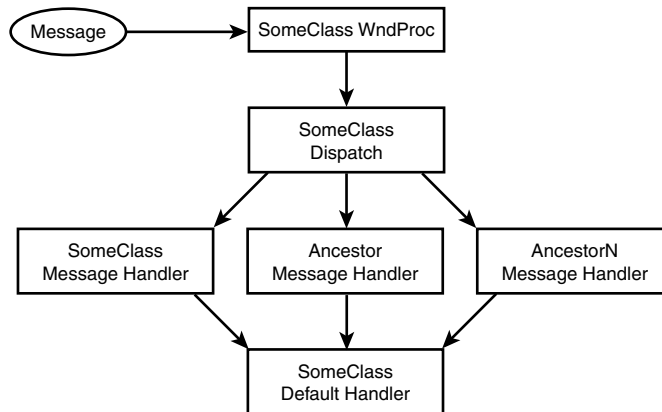 Message
SomeClass WndProc
SomeClass
Dispatch
SomeClass
Message Handler
Ancestor
Message Handler
AncestorN
Message Handler
SomeClass
Default Handler